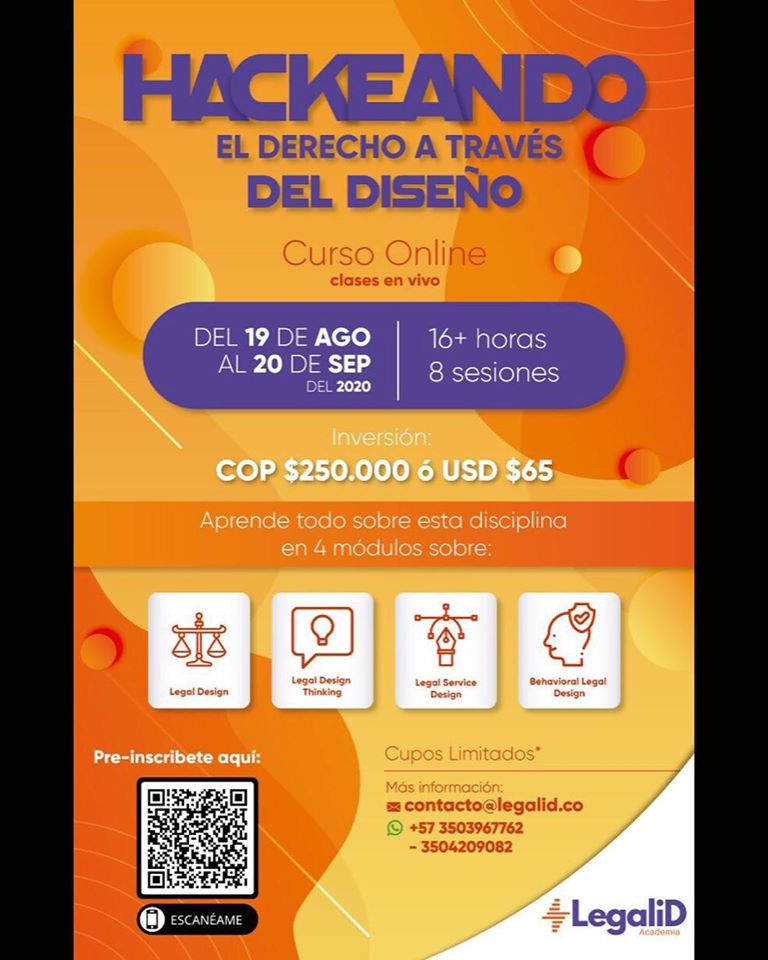 HACKEANDO
EL DERECHO A TRAVÉS
DEL DISEÑO
Curso Online
clases en vivo
DEL 19 DE AGO
AL 20 DE SEP
DEL 2020
16+ horas
8 sesiones
Inversión:
COP $250.000 ó USD $65
Aprende todo sobre esta disciplina
en 4 módulos sobre:
Legal Design
Legal Design
Thinking
Legal Service
Design
Behavioral Legal
Design
Pre-inscribete aquí:
ESCANÉAME
Cupos Limitados*
Más información:
contacto@legalid.co
+57 3503967762
- 3504209082
LegaliD
Academia